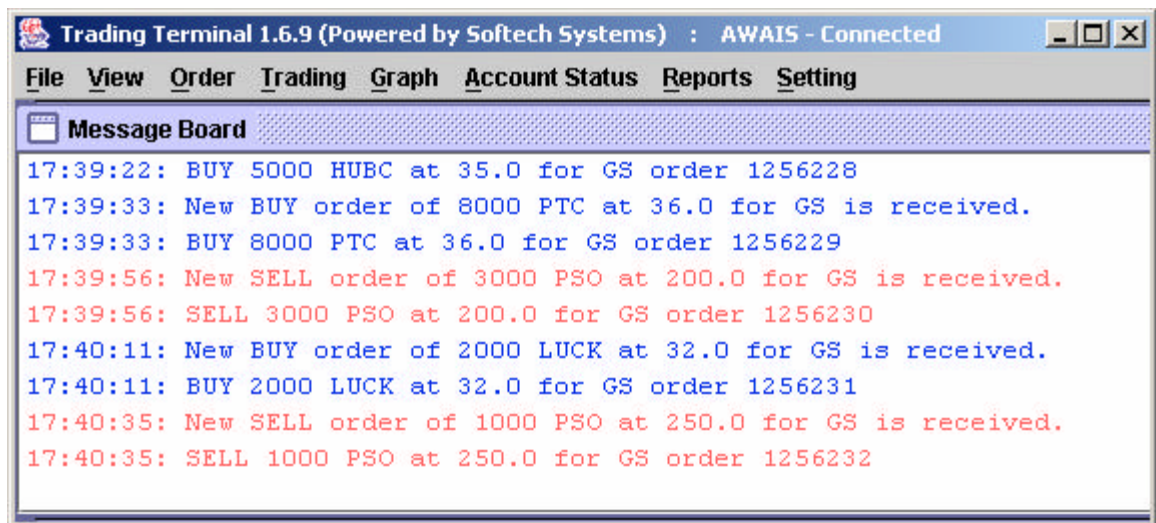 Trading Terminal 1.6.9 (Powered by Softech Systems) : AWAIS - Connected
File View Order Trading Graph Account Status Reports Setting
Message Board
17:39:22: BUY 5000 HUBC at 35.0 for GS order 1256228
17:39:33: New BUY order of 8000 PTC at 36.0 for GS is received.
17:39:33: BUY 8000 PTC at 36.0 for GS order 1256229
17:39:56: New SELL order of 3000 PSO at 200.0 for GS is received.
17:39:56: SELL 3000 PSO at 200.0 for GS order 1256230
17:40:11: New BUY order of 2000 LUCK at 32.0 for GS is received.
17:40:11: BUY 2000 LUCK at 32.0 for GS order 1256231
17:40:35: New SELL order of 1000 PSO at 250.0 for GS is received.
17:40:35: SELL 1000 PSO at 250.0 for GS order 1256232